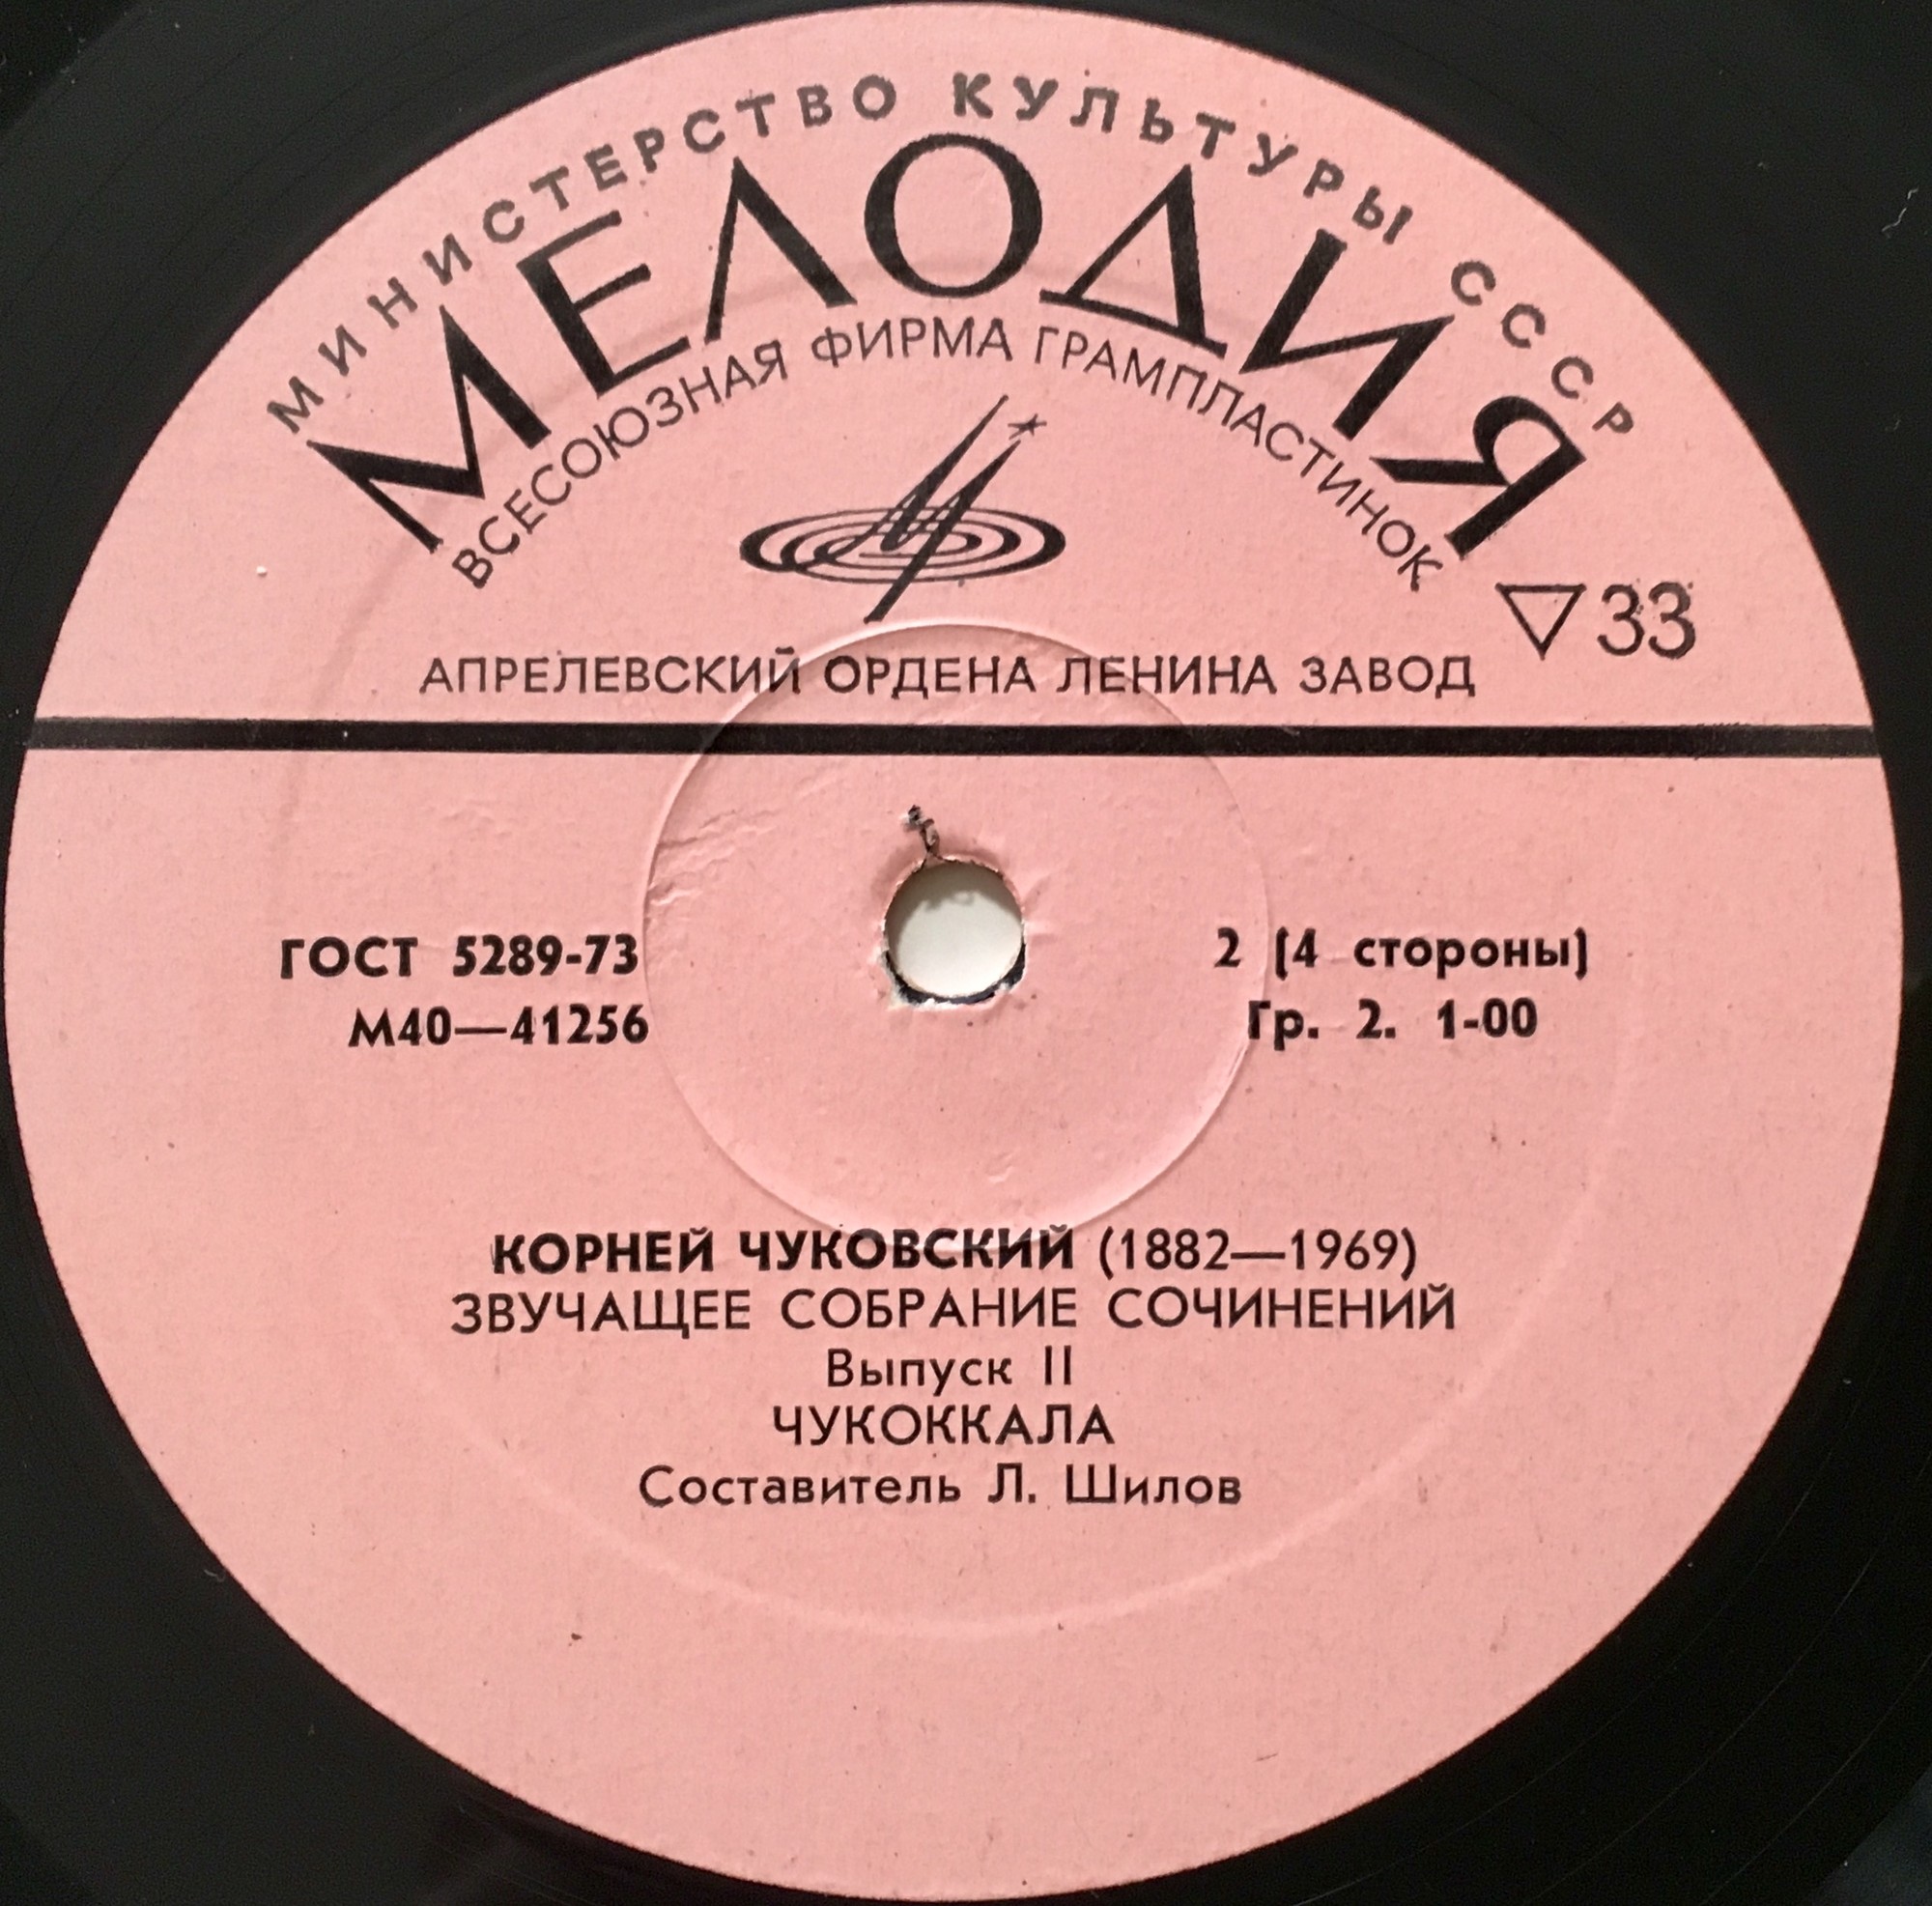 МИНИСТЕРСТВО КУЛЬТУРЫ СССР
МЕЛОДИЯ
ВСЕСОЮЗНАЯ ФИРМА ГРАМПЛАСТИНОК
▽33
АПРЕЛЕВСКИЙ ОРДЕНА ЛЕНИНА ЗАВОД
ГОСТ 5289-73
М40—41256
2 (4 стороны)
Гр. 2. 1-00
КОРНЕЙ ЧУКОВСКИЙ (1882—1969)
ЗВУЧАЩЕЕ СОБРАНИЕ СОЧИНЕНИЙ
Выпуск II
ЧУКОККАЛА
Составитель Л. Шилов